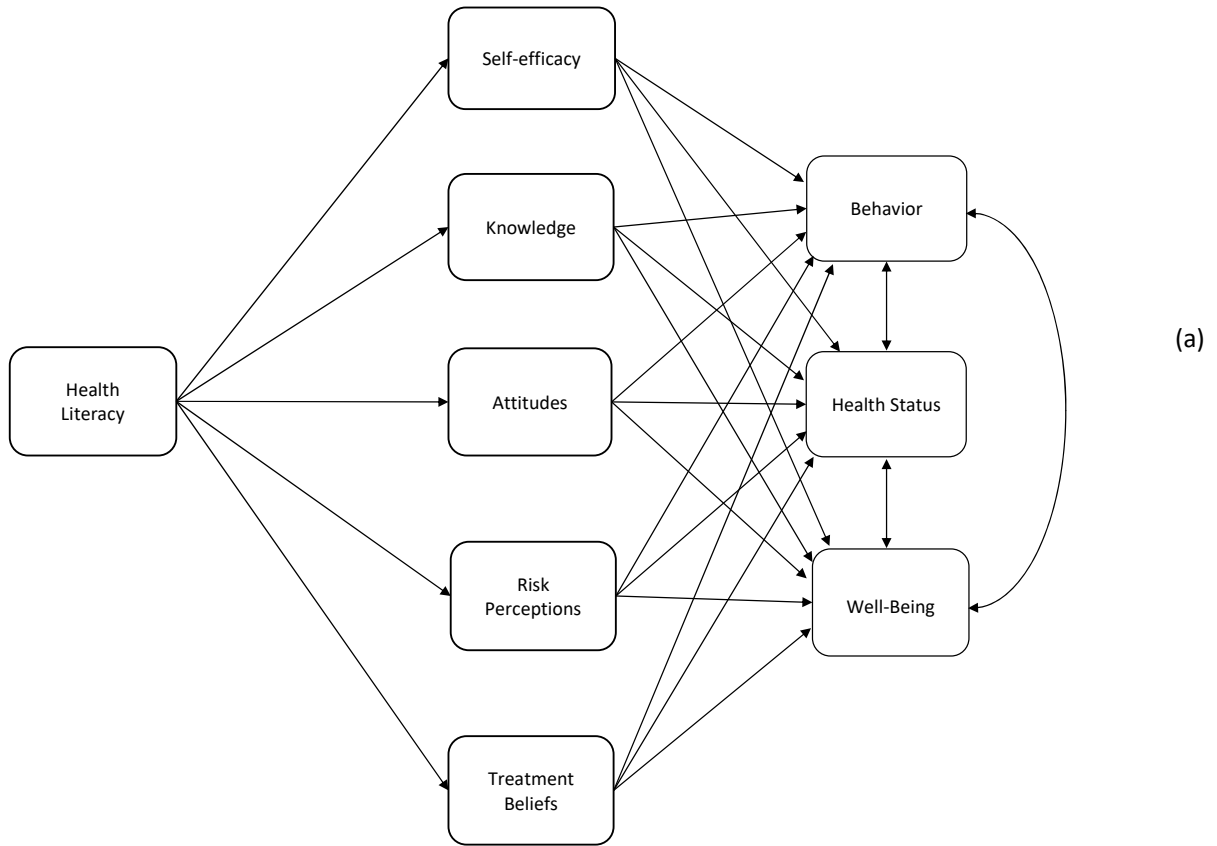 Self-efficacy
Knowledge
Behavior
Health
Literacy
Attitudes
Health Status
(a)
Risk
Perceptions
Well-Being
Treatment
Beliefs